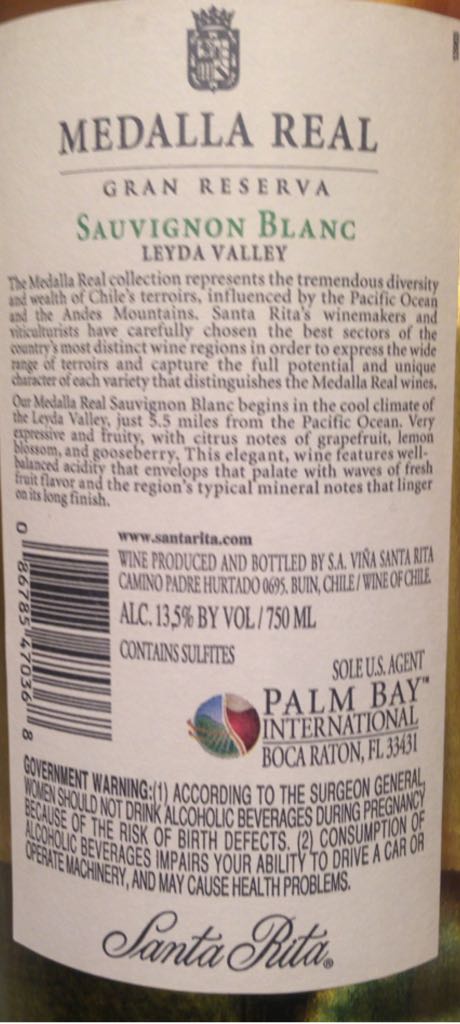 MEDALLA REAL
GRAN RESERVA
SAUVIGNON BLANC
LEYDA VALLEY
The Medalla Real collection represents the tremendous diversity
and wealth of Chile's terroirs, influenced by the Pacific Ocean
and the Andes Mountains. Santa Rita's winemakers and
viticulturists have carefully chosen the best sectors of the
country's most distinct wine regions in order to express the wide
range of terroirs and capture the full potential and unique
character of each variety that distinguishes the Medalla Real wines.
Our Medalla Real Sauvignon Blanc begins in the cool climate of
the Leyda Valley, just 5.5 miles from the Pacific Ocean. Very
expressive and fruity, with citrus notes of grapefruit, lemon
blossom, and gooseberry. This elegant, wine features well-
balanced acidity that envelops that palate with waves of fresh
fruit flavor and the region's typical mineral notes that linger
on its long finish.
www.santarita.com
WINE PRODUCED AND BOTTLED BY S.A. VIÑA SANTA RITA
CAMINO PADRE HURTADO 0695. BUIN, CHILE / WINE OF CHILE.
ALC. 13,5% BY VOL / 750 ML
CONTAINS SULFITES
0 86785 47036 8
SOLE U.S. AGENT
PALM BAY™
INTERNATIONAL
BOCA RATON, FL 33431
GOVERNMENT WARNING:(1) ACCORDING TO THE SURGEON GENERAL,
WOMEN SHOULD NOT DRINK ALCOHOLIC BEVERAGES DURING PREGNANCY
BECAUSE OF THE RISK OF BIRTH DEFECTS. (2) CONSUMPTION OF
ALCOHOLIC BEVERAGES IMPAIRS YOUR ABILITY TO DRIVE A CAR OR
OPERATE MACHINERY, AND MAY CAUSE HEALTH PROBLEMS.
Santa Rita®